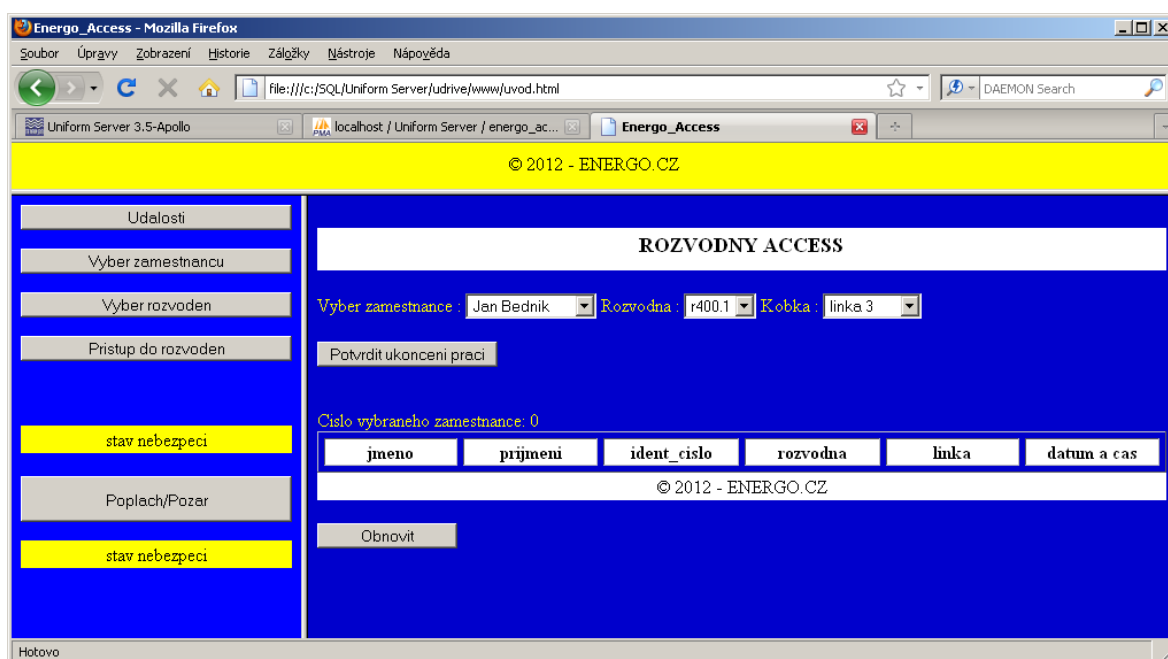 Energo_Access - Mozilla Firefox
Soubor Úpravy Zobrazení Historie Záložky Nástroje Nápověda
file:///c:/SQL/Uniform Server/udrive/www/uvod.html DAEMON Search
Uniform Server 3.5-Apollo PMA localhost / Uniform Server / energo_ac... Energo_Access
© 2012 - ENERGO.CZ
Udalosti
Vyber zamestnancu
Vyber rozvoden
Pristup do rozvoden
stav nebezpeci
Poplach/Pozar
stav nebezpeci
ROZVODNY ACCESS
Vyber zamestnance : Jan Bednik Rozvodna : r400.1 Kobka : linka 3
Potvrdit ukonceni praci
Cislo vybraneho zamestnance: 0
jmeno prijmeni ident_cislo rozvodna linka datum a cas
© 2012 - ENERGO.CZ
Obnovit
Hotovo